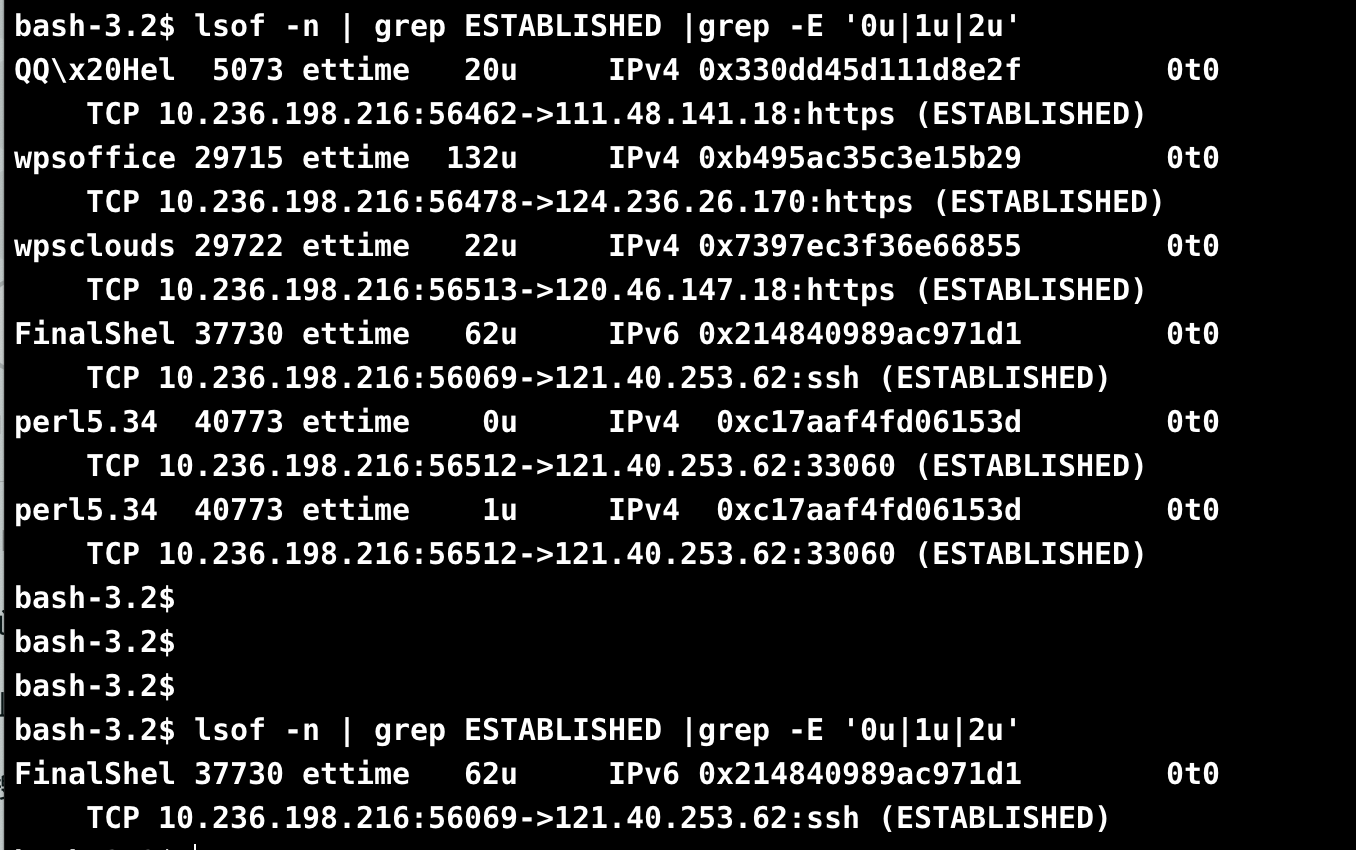 bash-3.2$ lsof -n | grep ESTABLISHED |grep -E '0u|1u|2u'
QQ\x20Hel  5073 ettime   20u     IPv4 0x330dd45d111d8e2f        0t0
    TCP 10.236.198.216:56462->111.48.141.18:https (ESTABLISHED)
wpsoffice 29715 ettime  132u     IPv4 0xb495ac35c3e15b29        0t0
    TCP 10.236.198.216:56478->124.236.26.170:https (ESTABLISHED)
wpsclouds 29722 ettime   22u     IPv4 0x7397ec3f36e66855        0t0
    TCP 10.236.198.216:56513->120.46.147.18:https (ESTABLISHED)
FinalShel 37730 ettime   62u     IPv6 0x214840989ac971d1        0t0
    TCP 10.236.198.216:56069->121.40.253.62:ssh (ESTABLISHED)
perl5.34  40773 ettime    0u     IPv4  0xc17aaf4fd06153d        0t0
    TCP 10.236.198.216:56512->121.40.253.62:33060 (ESTABLISHED)
perl5.34  40773 ettime    1u     IPv4  0xc17aaf4fd06153d        0t0
    TCP 10.236.198.216:56512->121.40.253.62:33060 (ESTABLISHED)
bash-3.2$
bash-3.2$
bash-3.2$
bash-3.2$ lsof -n | grep ESTABLISHED |grep -E '0u|1u|2u'
FinalShel 37730 ettime   62u     IPv6 0x214840989ac971d1        0t0
    TCP 10.236.198.216:56069->121.40.253.62:ssh (ESTABLISHED)